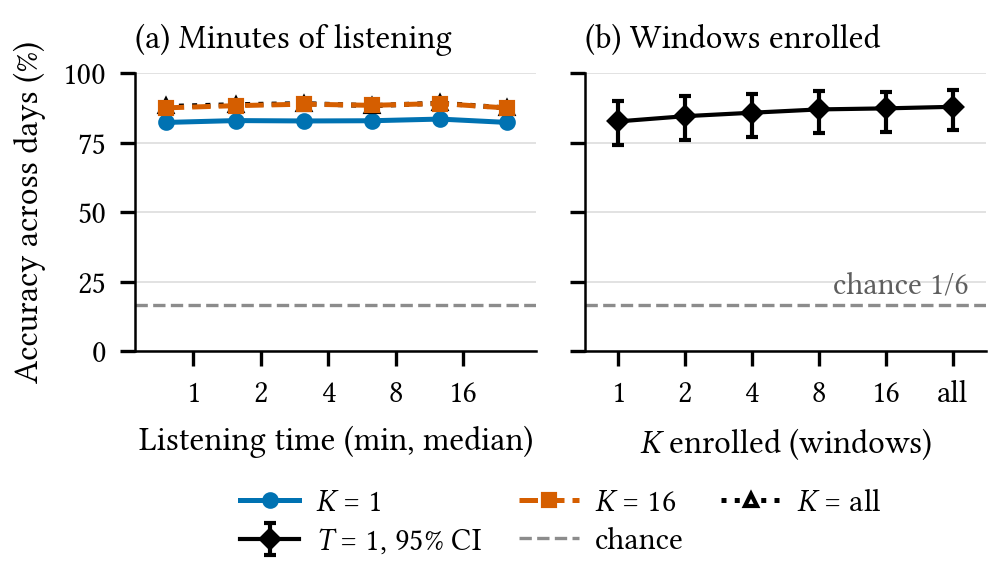 (a) Minutes of listening
(b) Windows enrolled
Accuracy across days (%)
100
75
50
25
0
chance 1/6
1 2 4 8 16
1 2 4 8 16 all
Listening time (min, median)
K enrolled (windows)
K = 1
K = 16
K = all
T = 1, 95% CI
chance